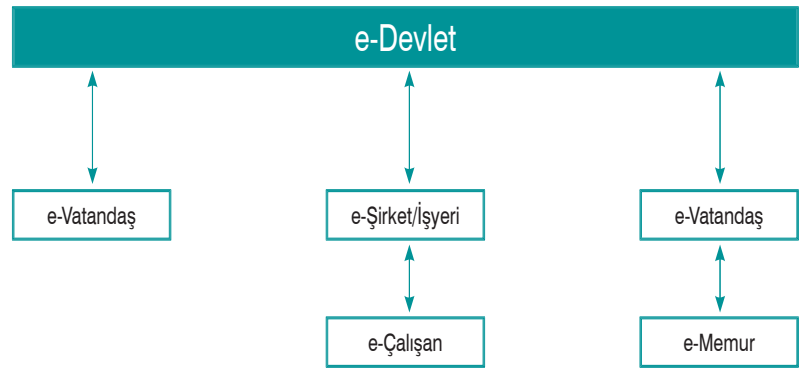 e-Devlet
e-Vatandaş
e-Şirket/İşyeri
e-Vatandaş
e-Çalışan
e-Memur